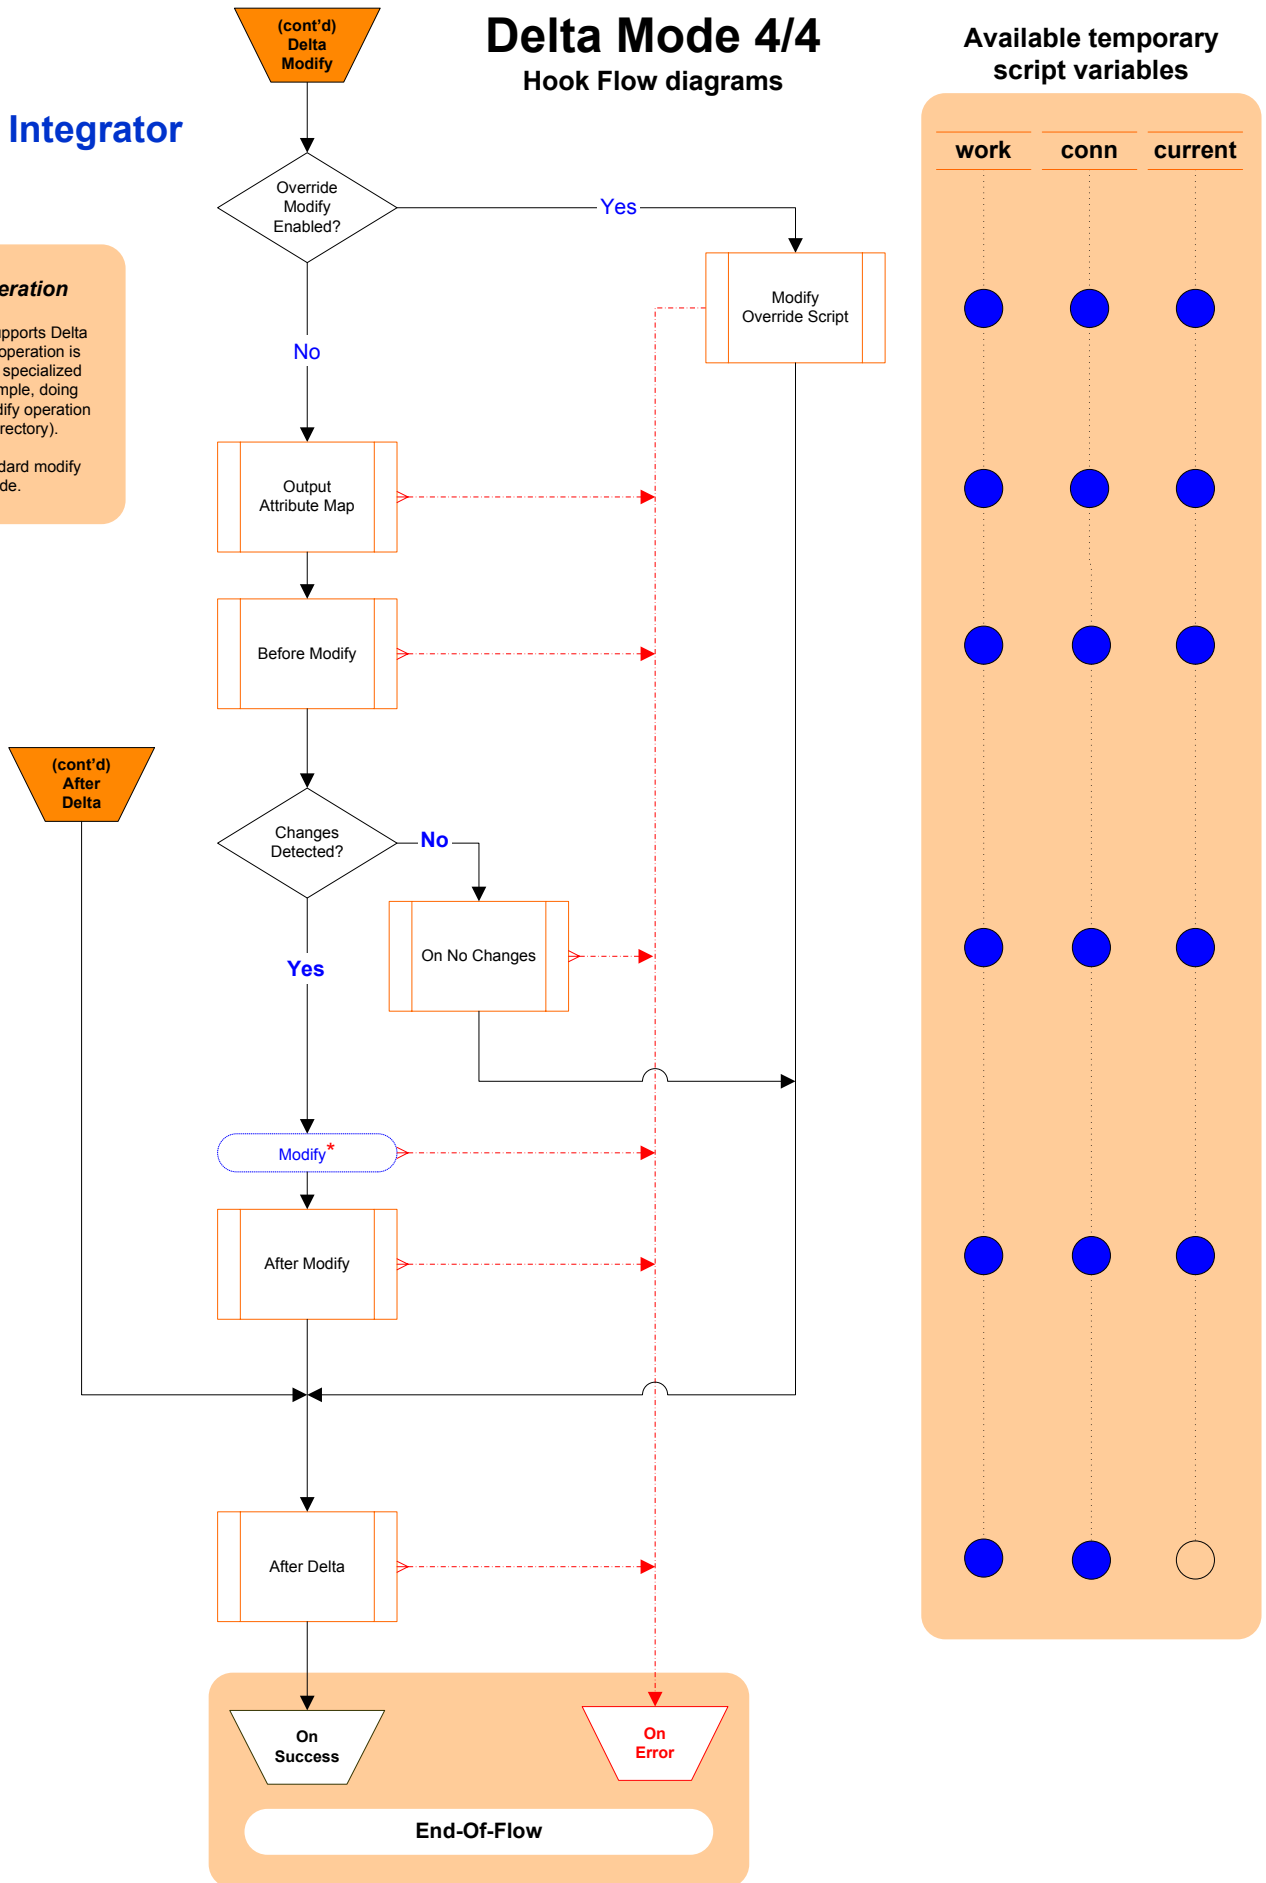 (cont'd)
Delta
Modify
Delta Mode 4/4
Hook Flow diagrams
Available temporary
script variables
Integrator
work conn current
Override
Modify
Enabled?
Yes
Modify
Override Script
eration
upports Delta
operation is
specialized
mple, doing
dify operation
rectory).
dard modify
de.
No
Output
Attribute Map
Before Modify
(cont'd)
After
Delta
Changes
Detected?
No
On No Changes
Yes
Modify*
After Modify
After Delta
On
Success
On
Error
End-Of-Flow